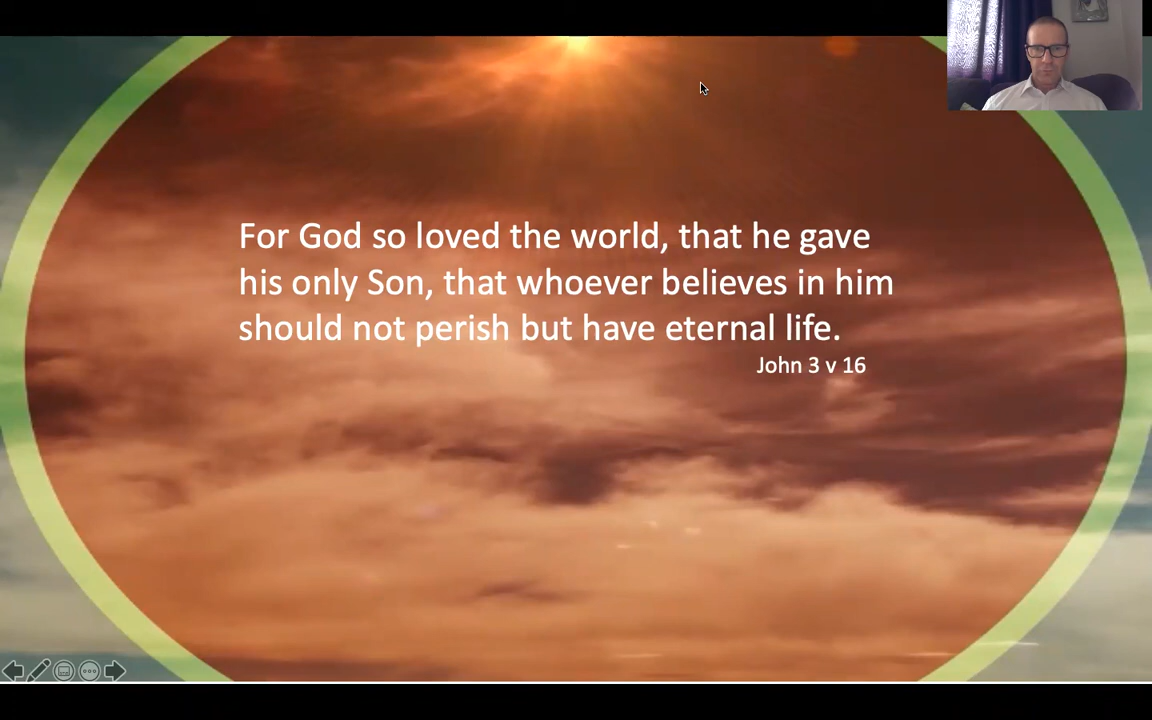 For God so loved the world, that he gave
his only Son, that whoever believes in him
should not perish but have eternal life.
John 3 v 16